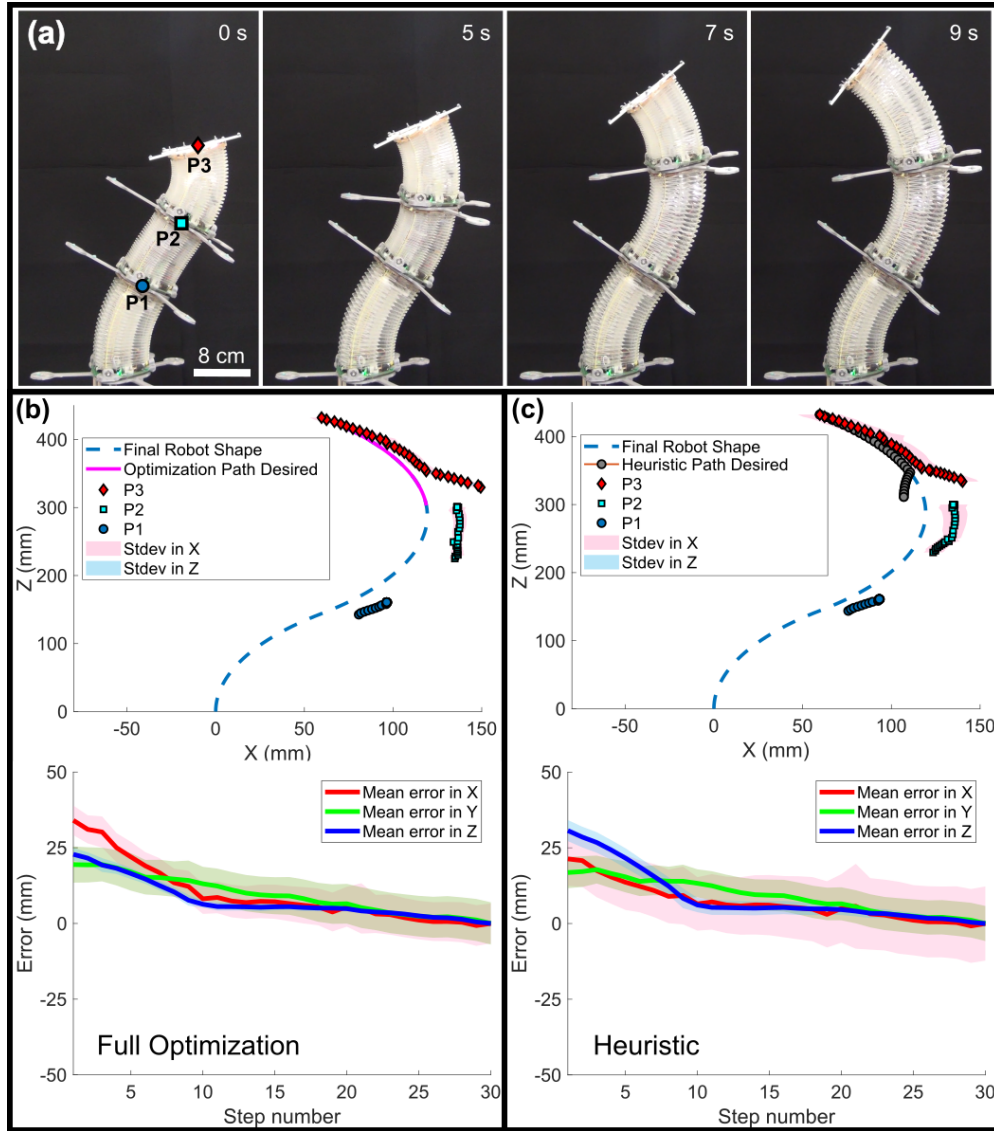 (a)
0 s
5 s
7 s
9 s
P3
P2
P1
8 cm
(b)
400
300
200
100
0
Z (mm)
Final Robot Shape
Optimization Path Desired
P3
P2
P1
Stdev in X
Stdev in Z
-50
0
50
100
150
X (mm)
50
25
0
-25
-50
Error (mm)
Mean error in X
Mean error in Y
Mean error in Z
Full Optimization
5
10
15
20
25
30
Step number
(c)
400
300
200
100
0
Z (mm)
Final Robot Shape
Heuristic Path Desired
P3
P2
P1
Stdev in X
Stdev in Z
-50
0
50
100
150
X (mm)
50
25
0
-25
-50
Error (mm)
Mean error in X
Mean error in Y
Mean error in Z
Heuristic
5
10
15
20
25
30
Step number